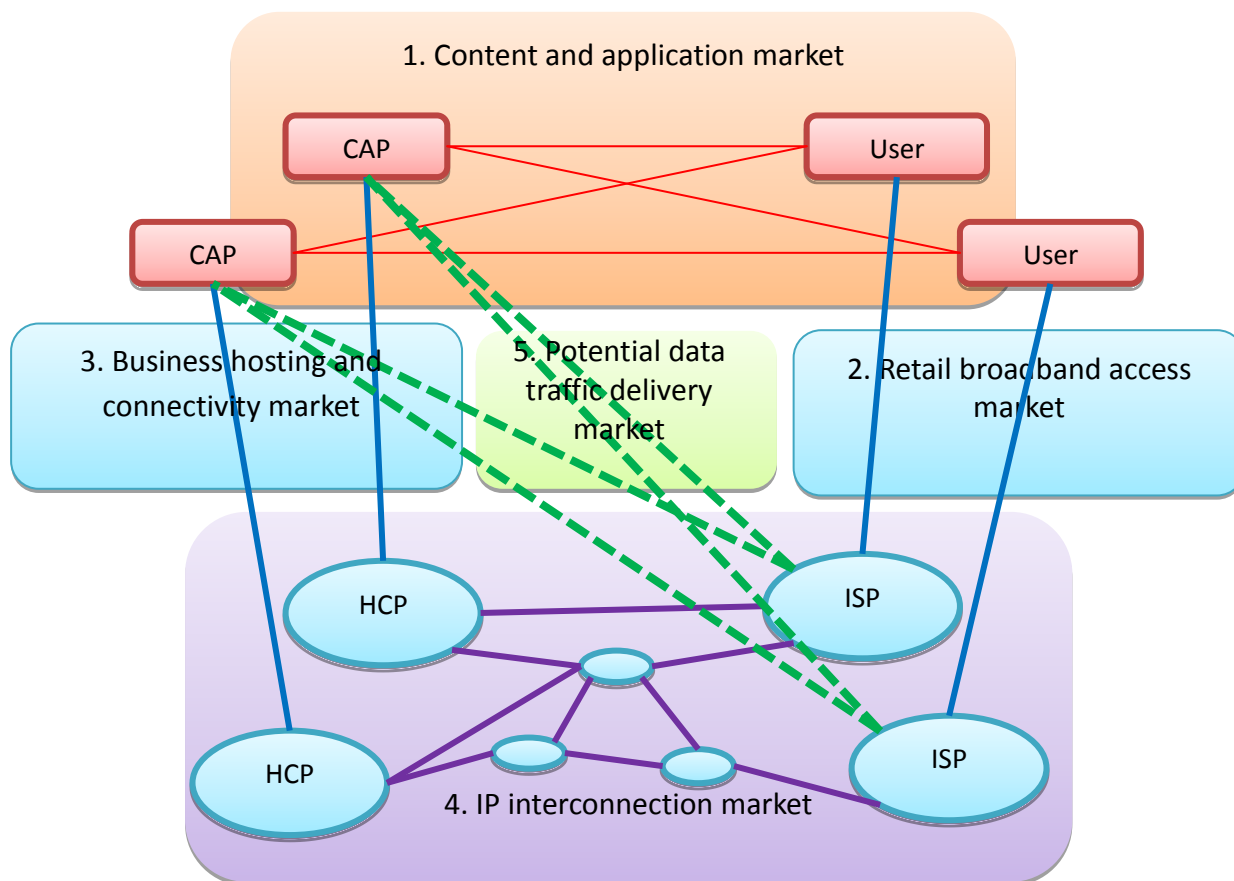 1. Content and application market
CAP
User
CAP
User
3. Business hosting and
connectivity market
5. Potential data
traffic delivery
market
2. Retail broadband access
market
HCP
ISP
HCP
ISP
4. IP interconnection market